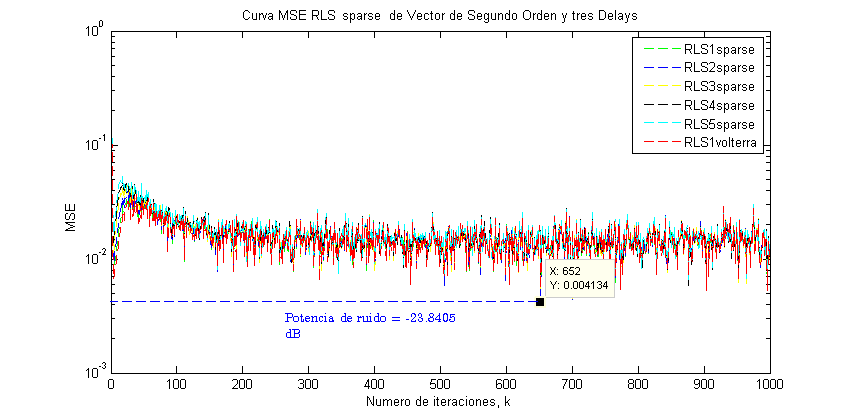 Curva MSE RLS sparse de Vector de Segundo Orden y tres Delays
10^0
10^-1
10^-2
10^-3
MSE
RLS1sparse
RLS2sparse
RLS3sparse
RLS4sparse
RLS5sparse
RLS1volterra
X: 652
Y: 0.004134
Potencia de ruido = -23.8405
dB
0 100 200 300 400 500 600 700 800 900 1000
Numero de iteraciones, k